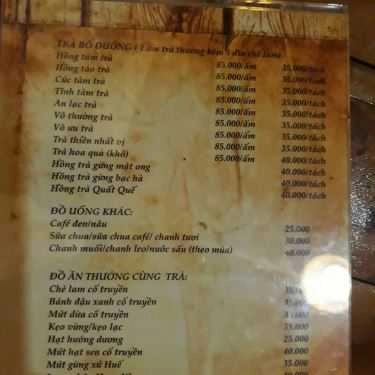 TRÀ BỔ DƯỠNG
Hồng tâm trà 85.000/ấm 35.000/tách
Hồng táo trà 85.000/ấm 35.000/tách
Cúc tâm trà 85.000/ấm 35.000/tách
Tĩnh tâm trà 85.000/ấm 35.000/tách
An lạc trà 85.000/ấm 35.000/tách
Vô thường trà 85.000/ấm 35.000/tách
Vô ưu trà 85.000/ấm 35.000/tách
Trà thiền nhất vị 85.000/ấm 35.000/tách
Trà hoa quả (khô) 85.000/ấm 40.000/tách
Hồng trà gừng mật ong 40.000/tách
Hồng trà gừng bạc hà 40.000/tách
Hồng trà Quất Quế 40.000/tách
ĐỒ UỐNG KHÁC:
Café đen/nâu 25.000
Sữa chua/sữa chua café/ chanh tươi 30.000
Chanh muối/chanh leo/nước sấu (theo mùa) 40.000
ĐỒ ĂN THƯỞNG CÙNG TRÀ:
Chè lam cổ truyền
Bánh đậu xanh cổ truyền
Mứt dừa cổ truyền
Kẹo vừng/kẹo lạc 25.000
Hạt hướng dương 25.000
Mứt hạt sen cổ truyền 40.000
Mứt gừng xứ Huế 35.000